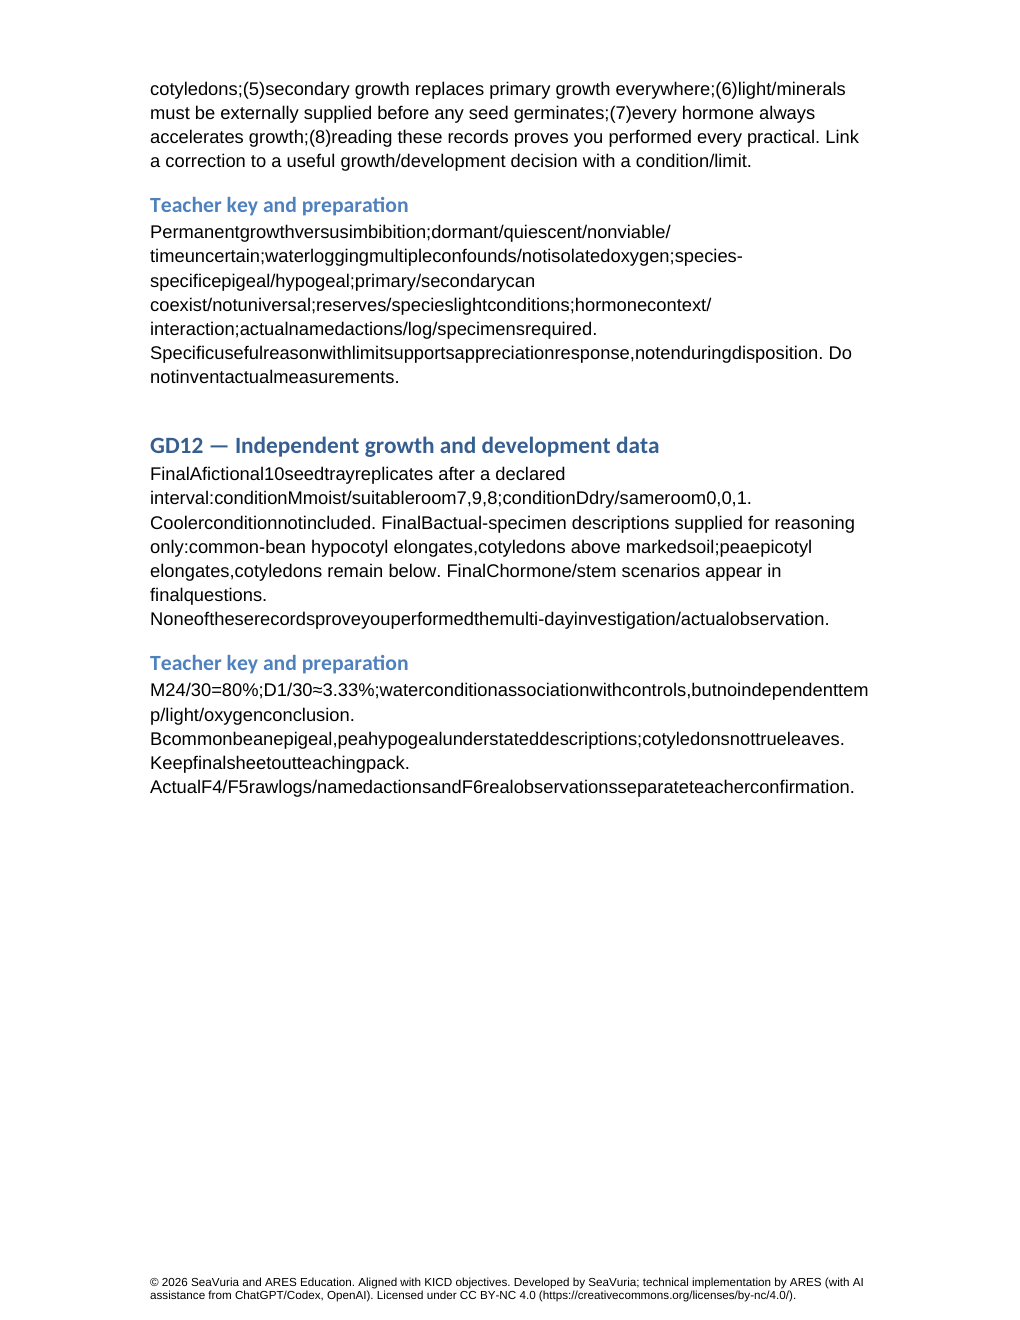 cotyledons;(5)secondary growth replaces primary growth everywhere;(6)light/minerals
must be externally supplied before any seed germinates;(7)every hormone always
accelerates growth;(8)reading these records proves you performed every practical. Link
a correction to a useful growth/development decision with a condition/limit.
Teacher key and preparation
Permanentgrowthversusimbibition;dormant/quiescent/nonviable/
timeuncertain;waterloggingmultipleconfounds/notisolatedoxygen;species-
specificepigeal/hypogeal;primary/secondarycan
coexist/notuniversal;reserves/specieslightconditions;hormonecontext/
interaction;actualnamedactions/log/specimensrequired.
Specificusefulreasonwithlimitsupportsappreciationresponse,notenduringdisposition. Do
notinventactualmeasurements.
GD12 — Independent growth and development data
FinalAfictional10seedtrayreplicates after a declared
interval:conditionMmoist/suitableroom7,9,8;conditionDdry/sameroom0,0,1.
Coolerconditionnotincluded. FinalBactual-specimen descriptions supplied for reasoning
only:common-bean hypocotyl elongates,cotyledons above markedsoil;peaepicotyl
elongates,cotyledons remain below. FinalChormone/stem scenarios appear in
finalquestions.
Noneoftheserecordsproveyouperformedthemulti-dayinvestigation/actualobservation.
Teacher key and preparation
M24/30=80%;D1/30≈3.33%;waterconditionassociationwithcontrols,butnoindependenttem
p/light/oxygenconclusion.
Bcommonbeanepigeal,peahypogealunderstateddescriptions;cotyledonsnottrueleaves.
Keepfinalsheetoutteachingpack.
ActualF4/F5rawlogs/namedactionsandF6realobservationsseparateteacherconfirmation.
© 2026 SeaVuria and ARES Education. Aligned with KICD objectives. Developed by SeaVuria; technical implementation by ARES (with AI
assistance from ChatGPT/Codex, OpenAI). Licensed under CC BY-NC 4.0 (https://creativecommons.org/licenses/by-nc/4.0/).